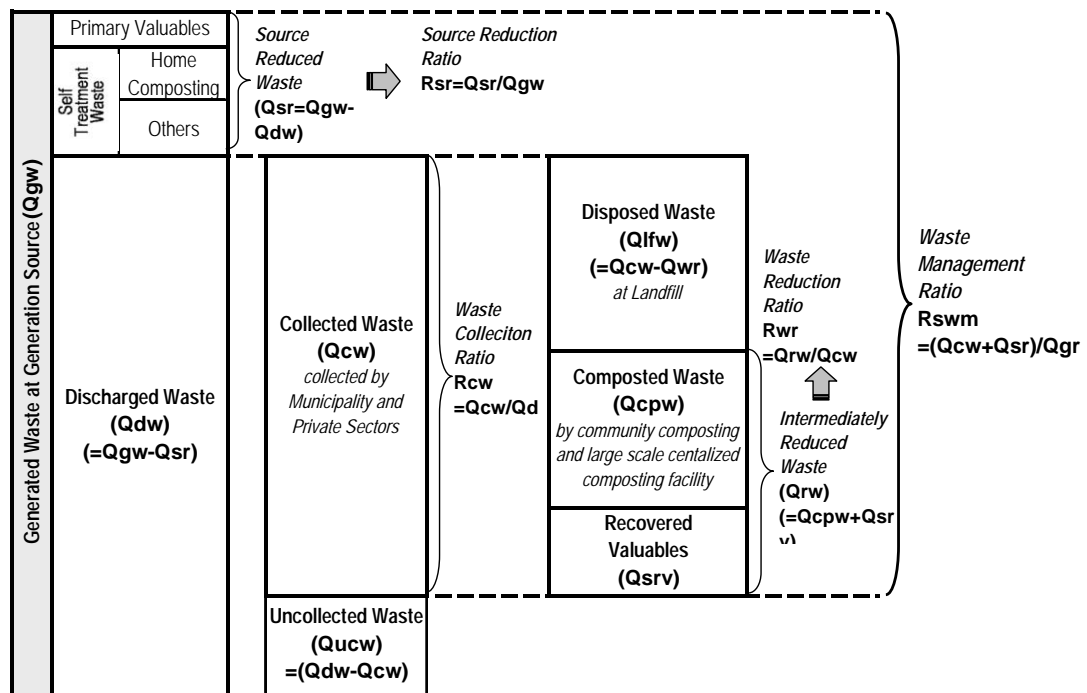 Generated Waste at Generation Source (Qgw)
Primary Valuables
Self
Treatment
Waste
Home
Composting
Others
Source
Reduced
Waste
(Qsr=Qgw-
Qdw)
Source Reduction
Ratio
Rsr=Qsr/Qgw
Discharged Waste
(Qdw)
(=Qgw-Qsr)
Collected Waste
(Qcw)
collected by
Municipality and
Private Sectors
Uncollected Waste
(Qucw)
=(Qdw-Qcw)
Waste
Colleciton
Ratio
Rcw
=Qcw/Qd
Disposed Waste
(Qlfw)
(=Qcw-Qwr)
at Landfill
Composted Waste
(Qcpw)
by community composting
and large scale centalized
composting facility
Recovered
Valuables
(Qsrv)
Waste
Reduction
Ratio
Rwr
=Qrw/Qcw
Intermediately
Reduced
Waste
(Qrw)
(=Qcpw+Qsr
v)
Waste
Management
Ratio
Rswm
=(Qcw+Qsr)/Qgr